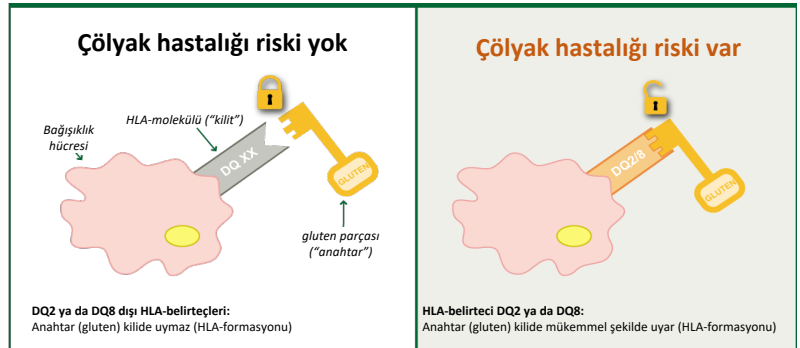 Çölyak hastalığı riski yok
HLA-molekülü (“kilit”)
Bağışıklık
hücresi
DQ XX
GLUTEN
gluten parçası
(“anahtar”)
DQ2 ya da DQ8 dışı HLA-belirteçleri:
Anahtar (gluten) kilide uymaz (HLA-formasyonu)
Çölyak hastalığı riski var
DQ2/8
GLUTEN
HLA-belirteci DQ2 ya da DQ8:
Anahtar (gluten) kilide mükemmel şekilde uyar (HLA-formasyonu)